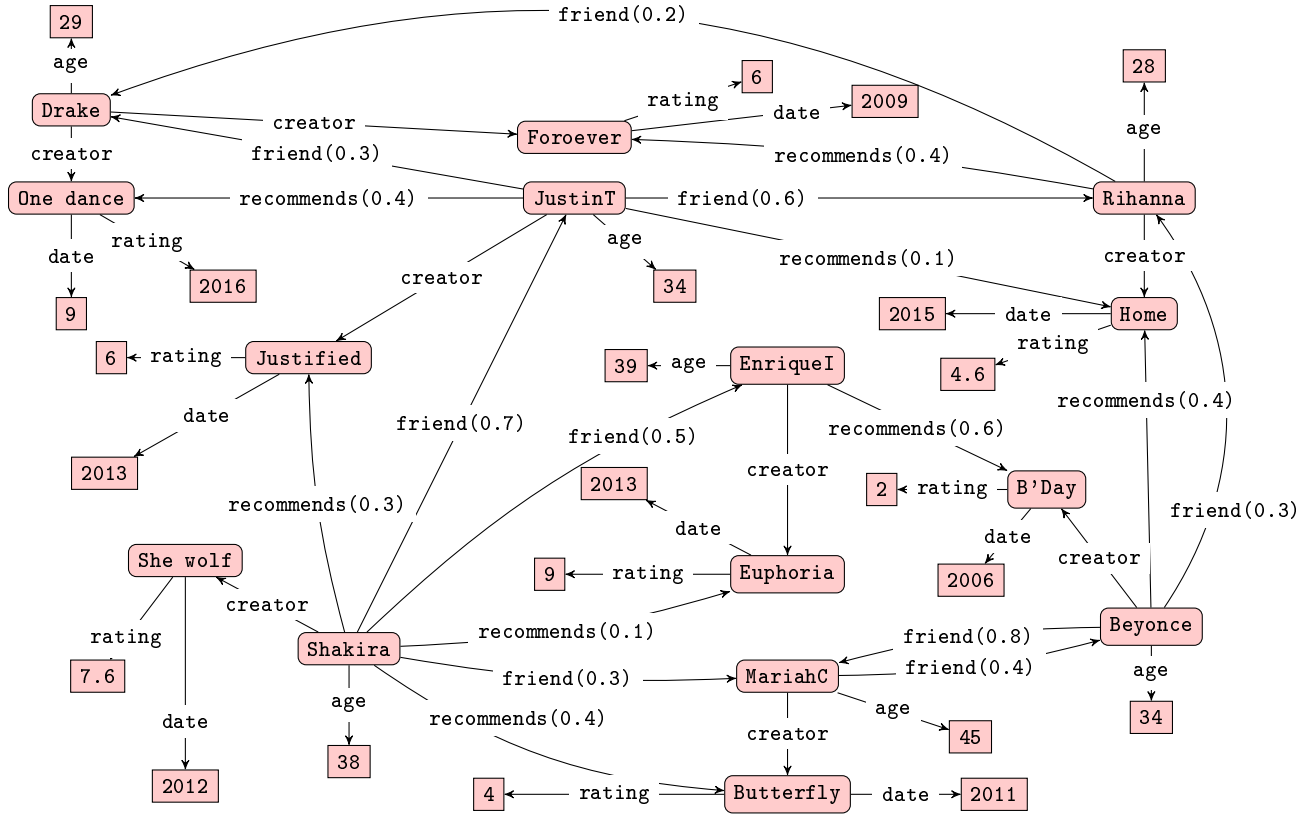 friend(0.2)
29
age
28
6
rating
2009
date
Drake
creator
Foroever
age
creator
friend(0.3)
recommends(0.4)
One dance
recommends(0.4)
JustinT
friend(0.6)
Rihanna
rating
age
date
recommends(0.1)
creator
creator
2016
34
9
2015
date
Home
rating
6
rating
Justified
39
age
EnriqueI
4.6
date
recommends(0.4)
friend(0.7)
friend(0.5)
recommends(0.6)
2013
creator
2013
2
rating
B'Day
recommends(0.3)
friend(0.3)
date
date
She wolf
creator
9
rating
Euphoria
2006
creator
rating
recommends(0.1)
Beyonce
friend(0.8)
Shakira
7.6
friend(0.3)
MariahC
friend(0.4)
age
age
recommends(0.4)
age
34
date
creator
45
38
2012
4
rating
Butterfly
date
2011